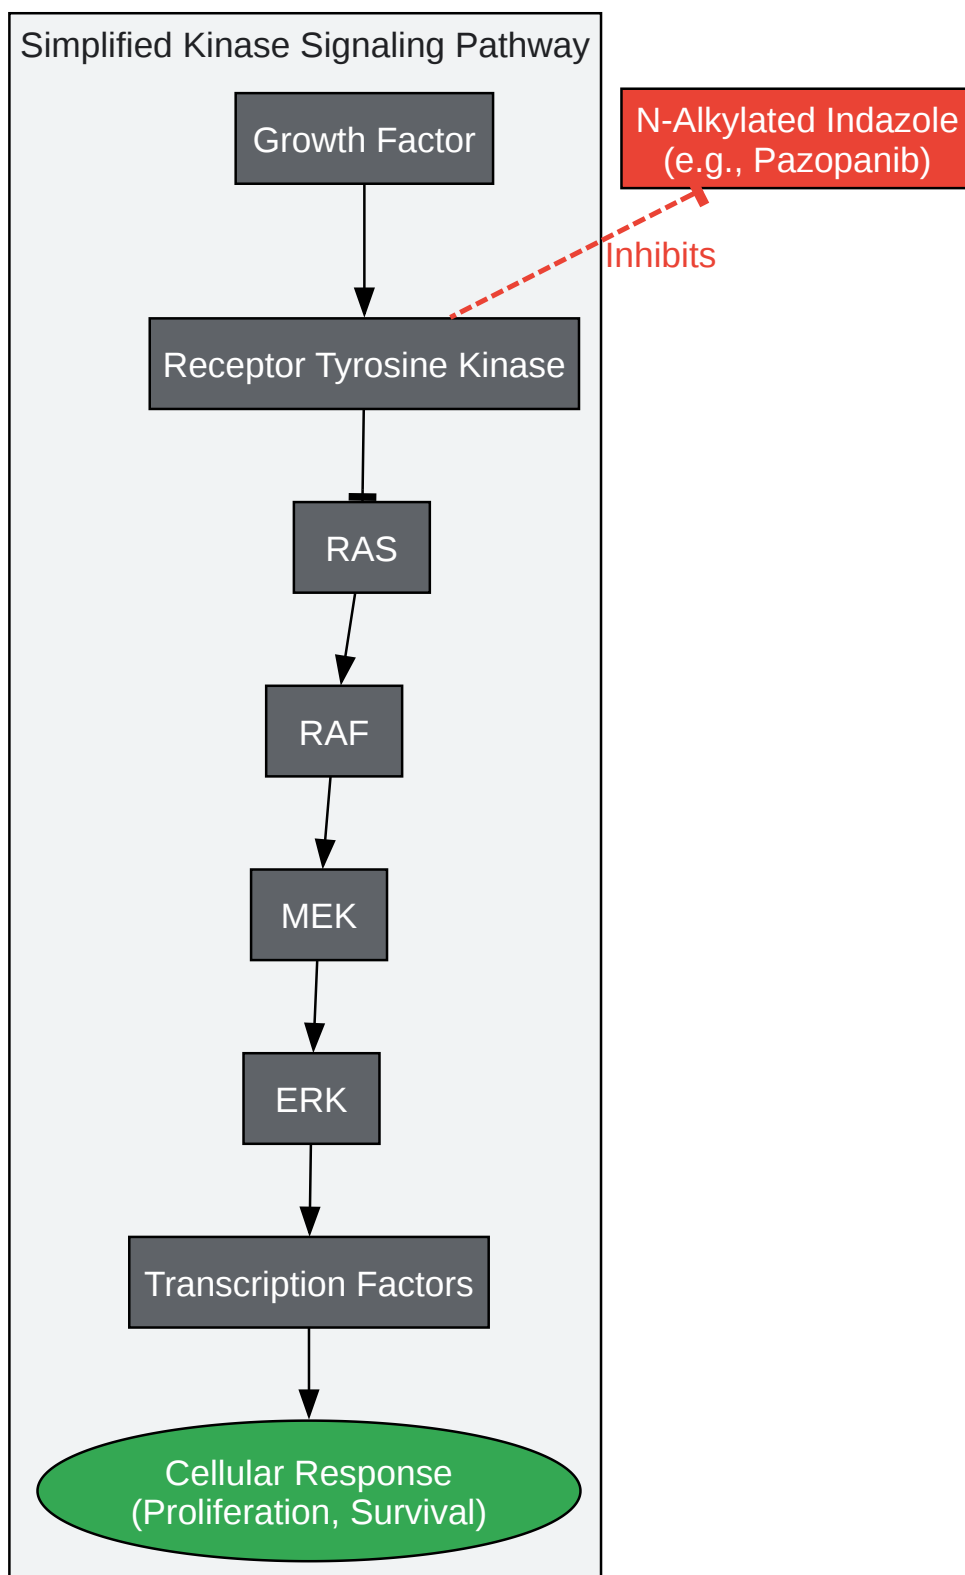 Simplified Kinase Signaling Pathway
Growth Factor
N-Alkylated Indazole
(e.g., Pazopanib)
Inhibits
Receptor Tyrosine Kinase
RAS
RAF
MEK
ERK
Transcription Factors
Cellular Response
(Proliferation, Survival)